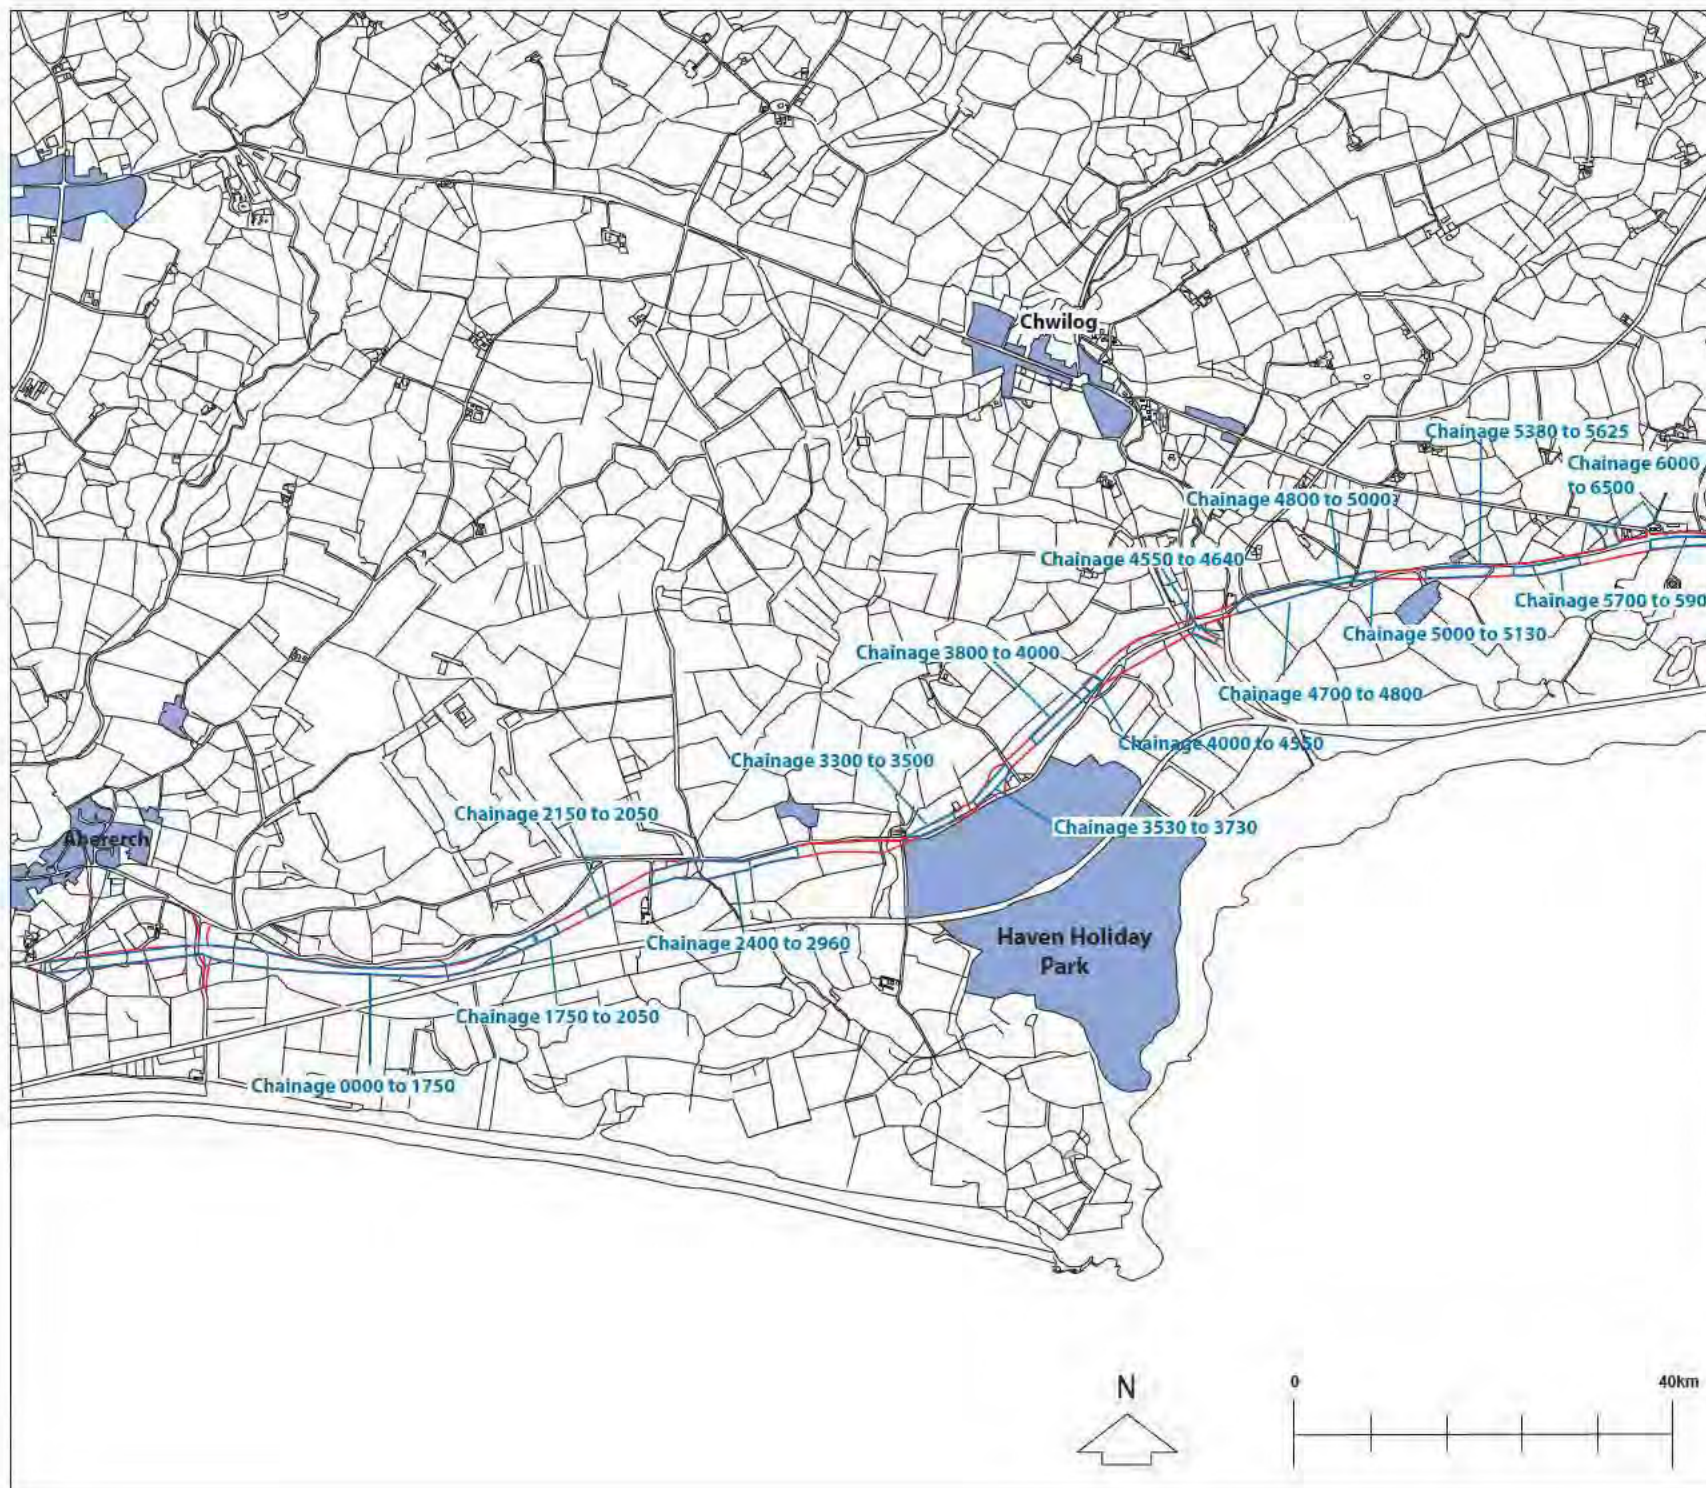 Chwilog
Chainage 5380 to 5625
Chainage 6000
to 6500
Chainage 4800 to 5000
Chainage 4550 to 4640
Chainage 5700 to 590
Chainage 5000 to 5130
Chainage 3800 to 4000
Chainage 4700 to 4800
Chainage 4000 to 4550
Chainage 3300 to 3500
Chainage 2150 to 2050
Chainage 3530 to 3730
Abererch
Haven Holiday
Park
Chainage 2400 to 2960
Chainage 1750 to 2050
Chainage 0000 to 1750
N
0
40km